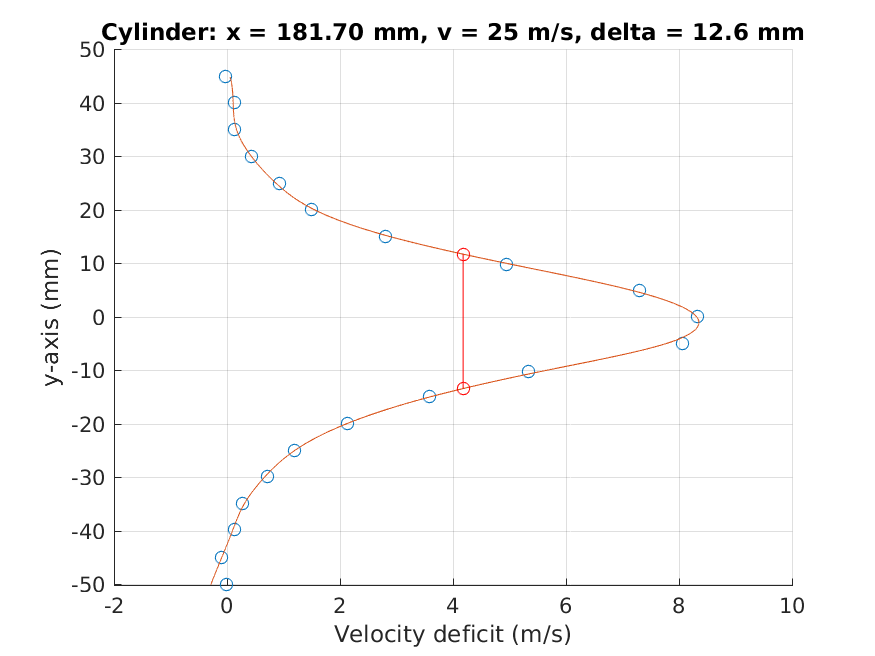 Cylinder: x = 181.70 mm, v = 25 m/s, delta = 12.6 mm
50
40
30
20
10
0
-10
-20
-30
-40
-50
y-axis (mm)
-2 0 2 4 6 8 10
Velocity deficit (m/s)